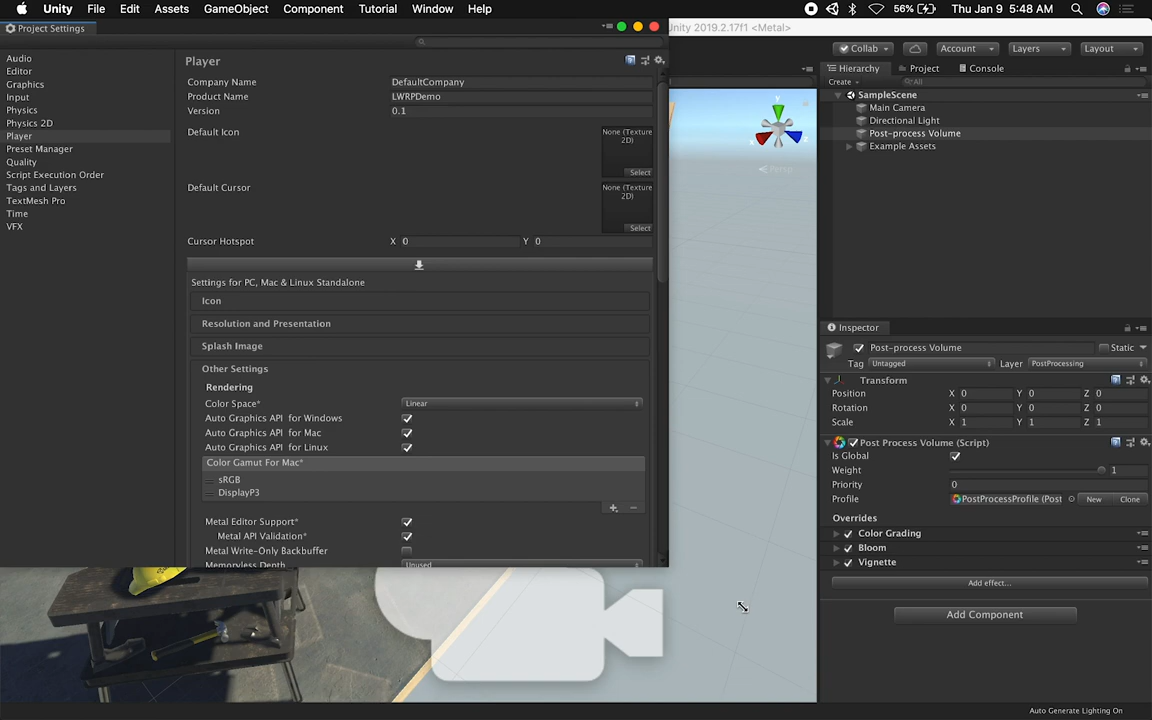 Unity File Edit Assets GameObject Component Tutorial Window Help 56% Thu Jan 9 5:48 AM
Project Settings
Unity 2019.2.17f1 <Metal>
Collab Account Layers Layout
Hierarchy Project Console
Create All
Audio
Editor
Graphics
Input
Physics
Physics 2D
Player
Preset Manager
Quality
Script Execution Order
Tags and Layers
TextMesh Pro
Time
VFX
Player
Company Name DefaultCompany
Product Name LWRPDemo
Version 0.1
Default Icon None (Texture 2D)
Select
Default Cursor None (Texture 2D)
Select
Cursor Hotspot X 0 Y 0
Settings for PC, Mac & Linux Standalone
Icon
Resolution and Presentation
Splash Image
Other Settings
Rendering
Color Space* Linear
Auto Graphics API for Windows
Auto Graphics API for Mac
Auto Graphics API for Linux
Color Gamut For Mac*
sRGB
DisplayP3
Metal Editor Support*
Metal API Validation*
Metal Write-Only Backbuffer
Memoryless Depth Unused
y
x
z
Persp
SampleScene
Main Camera
Directional Light
Post-process Volume
Example Assets
Inspector
Post-process Volume Static
Tag Untagged Layer PostProcessing
Transform
Position X 0 Y 0 Z 0
Rotation X 0 Y 0 Z 0
Scale X 1 Y 1 Z 1
Post Process Volume (Script)
Is Global
Weight 1
Priority 0
Profile PostProcessProfile (Post New Clone
Overrides
Color Grading
Bloom
Vignette
Add effect...
Add Component
Auto Generate Lighting On